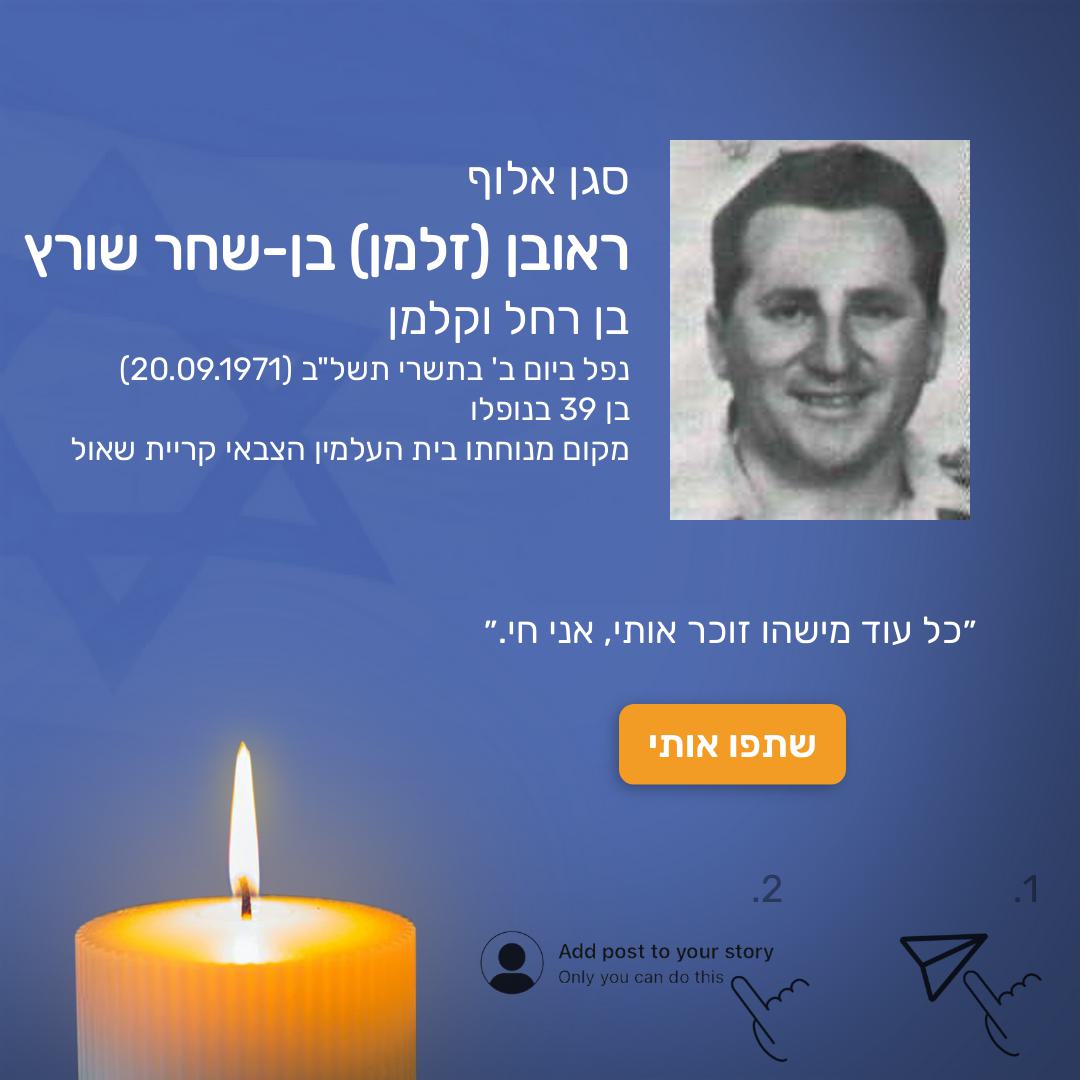 סגן אלוף
ראובן (זלמן) בן-שחר שורץ
בן רחל וקלמן
נפל ביום ב' בתשרי תשל"ב (20.09.1971)
בן 39 בנופלו
מקום מנוחתו בית העלמין הצבאי קריית שאול
״כל עוד מישהו זוכר אותי, אני חי.״
שתפו אותי
1.
2.
Add post to your story
Only you can do this